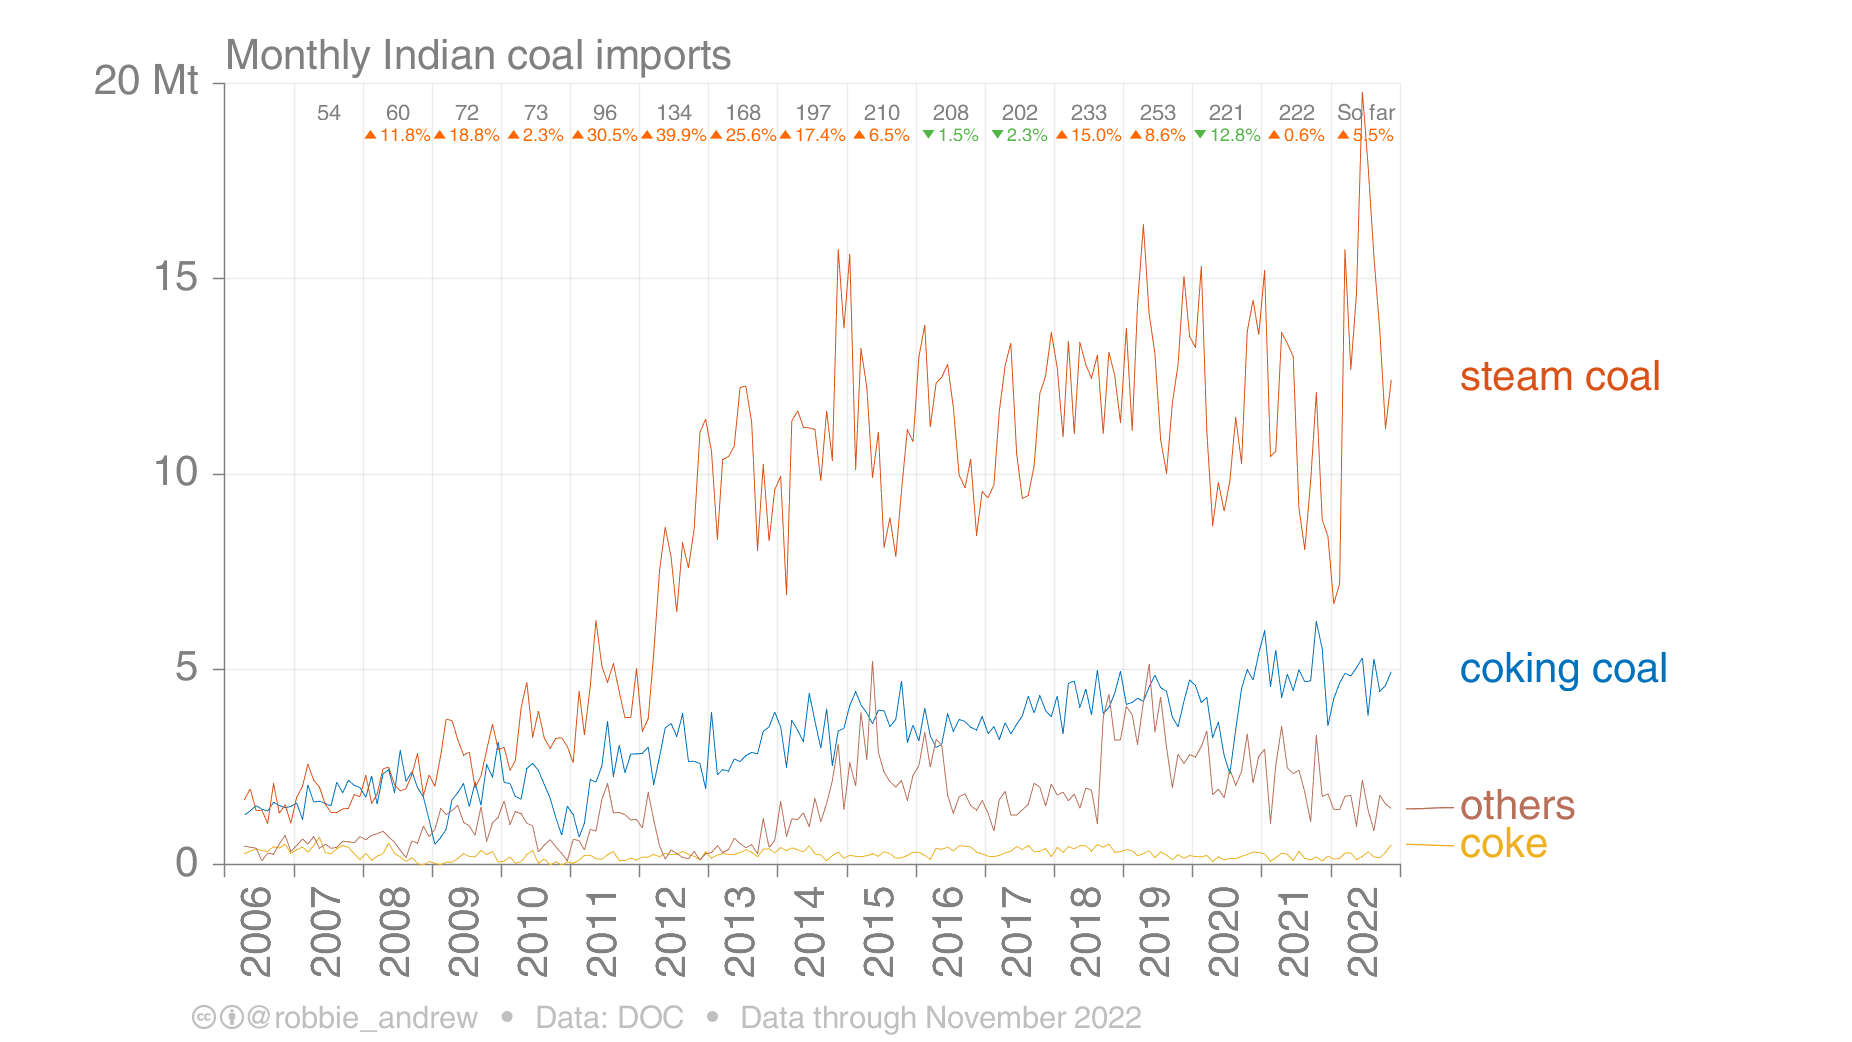 Monthly Indian coal imports
20 Mt
54 60 72 73 96 134 168 197 210 208 202 233 253 221 222 So far
▲ 11.8% ▲ 18.8% ▲ 2.3% ▲ 30.5% ▲ 39.9% ▲ 25.6% ▲ 17.4% ▲ 6.5% ▼ 1.5% ▼ 2.3% ▲ 15.0% ▲ 8.6% ▼ 12.8% ▲ 0.6% ▲ 5.5%
15
steam coal
10
5
coking coal
others
coke
0
2006 2007 2008 2009 2010 2011 2012 2013 2014 2015 2016 2017 2018 2019 2020 2021 2022
cc @robbie_andrew • Data: DOC • Data through November 2022